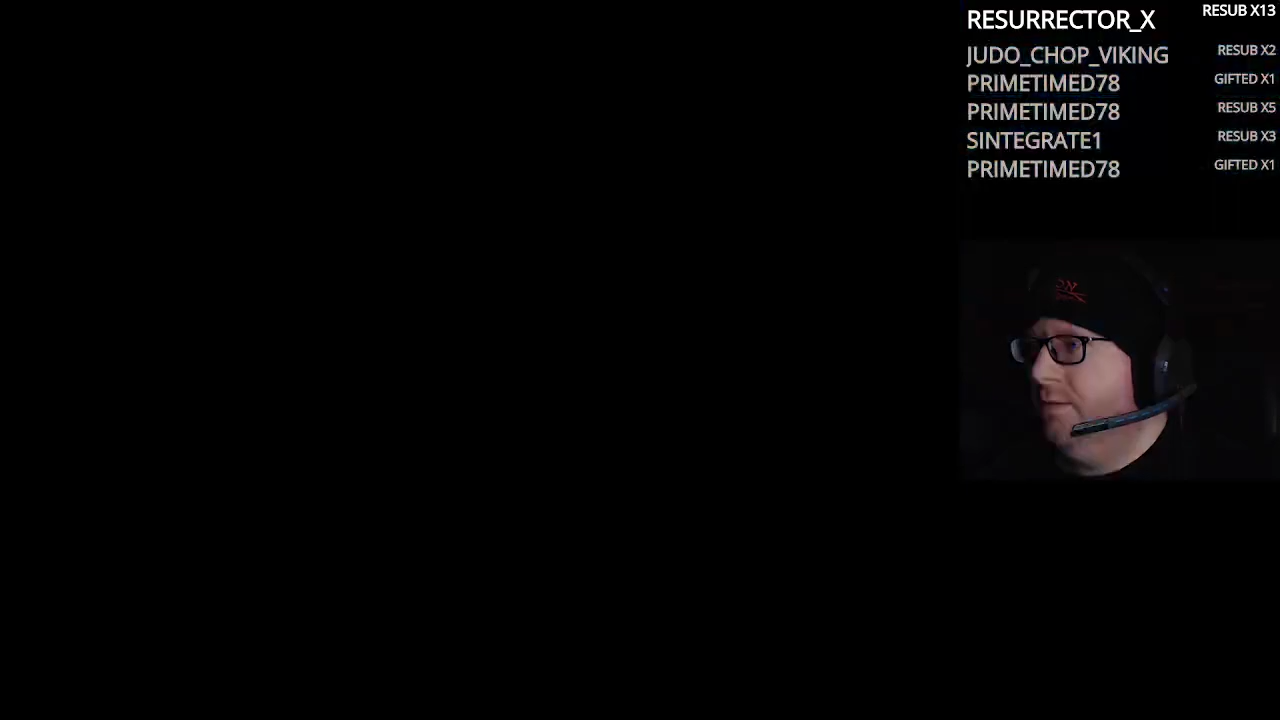 RESURRECTOR_X RESUB X13
JUDO_CHOP_VIKING RESUB X2
PRIMETIMED78 GIFTED X1
PRIMETIMED78 RESUB X5
SINTEGRATE1 RESUB X3
PRIMETIMED78 GIFTED X1